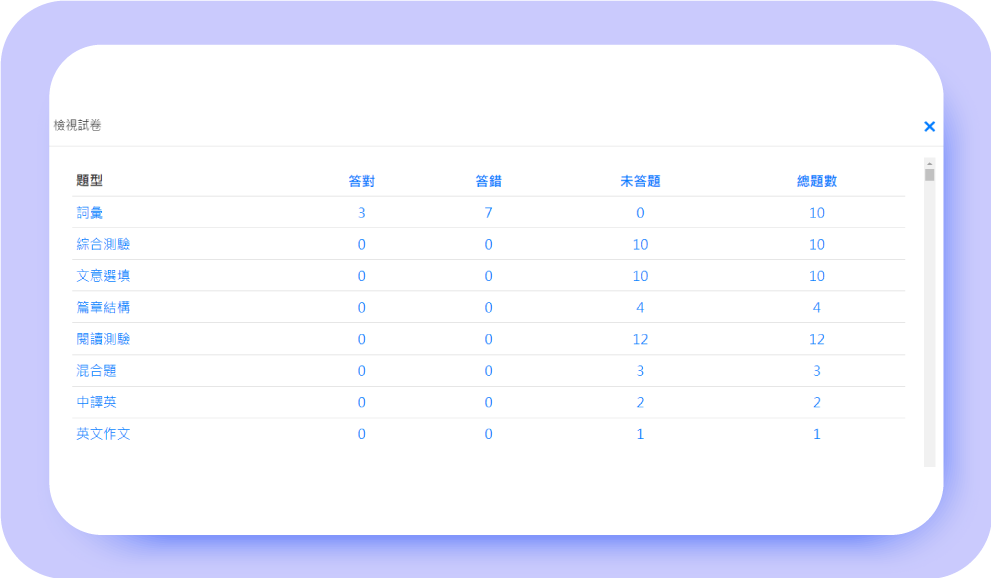 檢視試卷 ×
題型 答對 答錯 未答題 總題數
詞彙 3 7 0 10
綜合測驗 0 0 10 10
文意選填 0 0 10 10
篇章結構 0 0 4 4
閱讀測驗 0 0 12 12
混合題 0 0 3 3
中譯英 0 0 2 2
英文作文 0 0 1 1